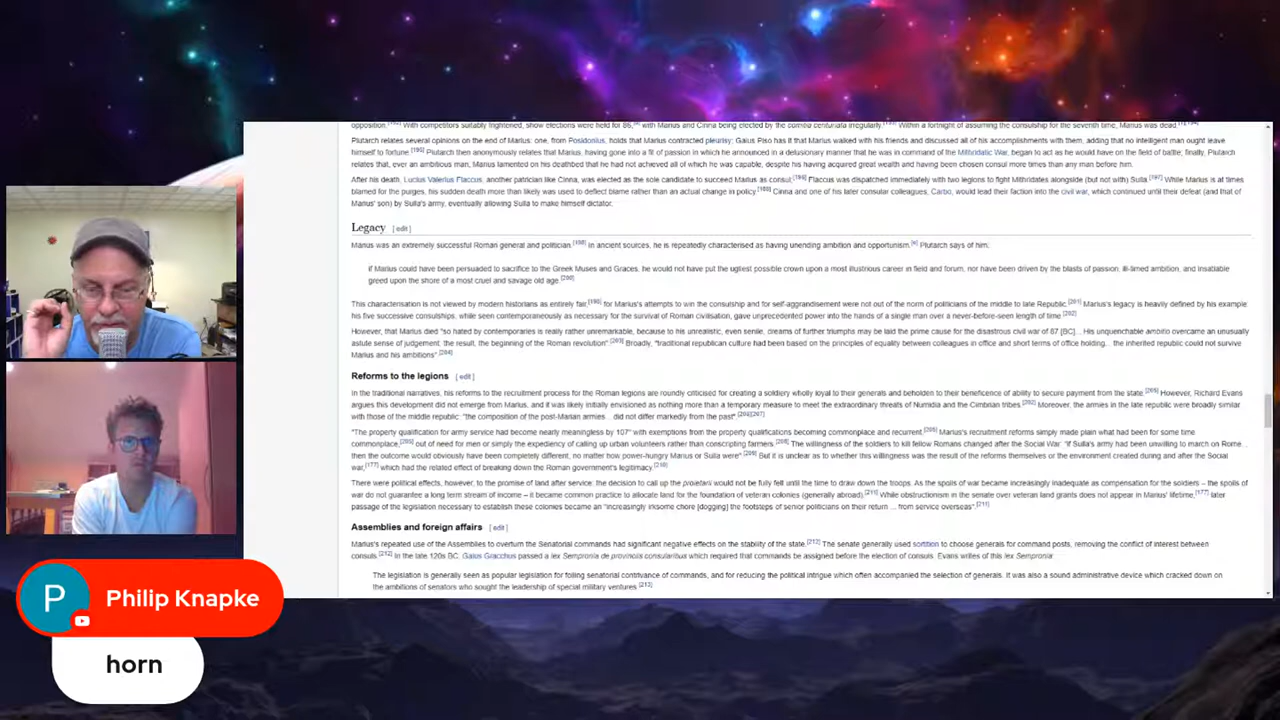 opposition. With competitors suitably frightened, show elections were held for 86, with Marius and Cinna being elected by the comitia centuriata irregularly. Within a fortnight of assuming the consulship for the seventh time, Marius was dead.
Plutarch relates several opinions on the end of Marius: one, from Posidonius, holds that Marius contracted pleurisy; Gaius Piso has it that Marius walked with his friends and discussed all of his accomplishments with them, adding that no intelligent man ought leave
himself to fortune.[195] Plutarch then anonymously relates that Marius, having gone into a fit of passion in which he announced in a delusionary manner that he was in command of the Mithridatic War, began to act as he would have on the field of battle; finally, Plutarch
relates that, ever an ambitious man, Marius lamented on his deathbed that he had not achieved all of which he was capable, despite his having acquired great wealth and having been chosen consul more times than any man before him.
After his death, Lucius Valerius Flaccus, another patrician like Cinna, was elected as the sole candidate to succeed Marius as consul;[196] Flaccus was dispatched immediately with two legions to fight Mithridates alongside (but not with) Sulla.[197] While Marius is at times
blamed for the purges, his sudden death more than likely was used to deflect blame rather than an actual change in policy.[189] Cinna and one of his later consular colleagues, Carbo, would lead their faction into the civil war, which continued until their defeat (and that of
Marius' son) by Sulla's army, eventually allowing Sulla to make himself dictator.
Legacy [ edit ]
Marius was an extremely successful Roman general and politician.[198] In ancient sources, he is repeatedly characterised as having unending ambition and opportunism. Plutarch says of him:
if Marius could have been persuaded to sacrifice to the Greek Muses and Graces, he would not have put the ugliest possible crown upon a most illustrious career in field and forum, nor have been driven by the blasts of passion, ill-timed ambition, and insatiable
greed upon the shore of a most cruel and savage old age.[200]
This characterisation is not viewed by modern historians as entirely fair,[198] for Marius's attempts to win the consulship and for self-aggrandisement were not out of the norm of politicians of the middle to late Republic.[201] Marius's legacy is heavily defined by his example:
his five successive consulships, while seen contemporaneously as necessary for the survival of Roman civilisation, gave unprecedented power into the hands of a single man over a never-before-seen length of time.[202]
However, that Marius died "so hated by contemporaries is really rather unremarkable, because to his unrealistic, even senile, dreams of further triumphs may be laid the prime cause for the disastrous civil war of 87 [BC]... His unquenchable ambitio overcame an unusually
astute sense of judgement; the result, the beginning of the Roman revolution".[203] Broadly, "traditional republican culture had been based on the principles of equality between colleagues in office and short terms of office holding... the inherited republic could not survive
Marius and his ambitions".[204]
Reforms to the legions [ edit ]
In the traditional narratives, his reforms to the recruitment process for the Roman legions are roundly criticised for creating a soldiery wholly loyal to their generals and beholden to their beneficence of ability to secure payment from the state.[205] However, Richard Evans
argues this development did not emerge from Marius, and it was likely initially envisioned as nothing more than a temporary measure to meet the extraordinary threats of Numidia and the Cimbrian tribes.[202] Moreover, the armies in the late republic were broadly similar
with those of the middle republic: "the composition of the post-Marian armies... did not differ markedly from the past".[206][207]
"The property qualification for army service had become nearly meaningless by 107" with exemptions from the property qualifications becoming commonplace and recurrent.[205] Marius's recruitment reforms simply made plain what had been for some time
commonplace, out of need for men or simply the expediency of calling up urban volunteers rather than conscripting farmers.[208] The willingness of the soldiers to kill fellow Romans changed after the Social War: "if Sulla's army had been unwilling to march on Rome...
then the outcome would obviously have been completely different, no matter how power-hungry Marius or Sulla were".[209] But it is unclear as to whether this willingness was the result of the reforms themselves or the environment created during and after the Social
war,[177] which had the related effect of breaking down the Roman government's legitimacy.[210]
There were political effects, however, to the promise of land after service: the decision to call up the proletarii would not be fully felt until the time to draw down the troops. As the spoils of war became increasingly inadequate as compensation for the soldiers – the spoils of
war do not guarantee a long term stream of income – it became common practice to allocate land for the foundation of veteran colonies (generally abroad).[211] While obstructionism in the senate over veteran land grants does not appear in Marius' lifetime,[177] later
passage of the legislation necessary to establish these colonies became an "increasingly irksome chore [dogging] the footsteps of senior politicians on their return ... from service overseas".[211]
Assemblies and foreign affairs [ edit ]
Marius's repeated use of the Assemblies to overturn the Senatorial commands had significant negative effects on the stability of the state.[212] The senate generally used sortition to choose generals for command posts, removing the conflict of interest between
consuls.[212] In the late 120s BC, Gaius Gracchus passed a lex Sempronia de provinciis consularibus which required that commands be assigned before the election of consuls. Evans writes of this lex Sempronia:
The legislation is generally seen as popular legislation for foiling senatorial contrivance of commands, and for reducing the political intrigue which often accompanied the selection of generals. It was also a sound administrative device which cracked down on
the ambitions of senators who sought the leadership of special military ventures.[213]
P Philip Knapke
horn